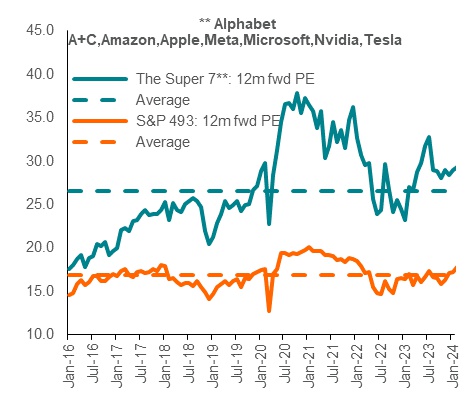 ** Alphabet
A+C,Amazon,Apple,Meta,Microsoft,Nvidia,Tesla
45.0
40.0
35.0
30.0
25.0
20.0
15.0
10.0
The Super 7**: 12m fwd PE
Average
S&P 493: 12m fwd PE
Average
Jan-16
Jul-16
Jan-17
Jul-17
Jan-18
Jul-18
Jan-19
Jul-19
Jan-20
Jul-20
Jan-21
Jul-21
Jan-22
Jul-22
Jan-23
Jul-23
Jan-24